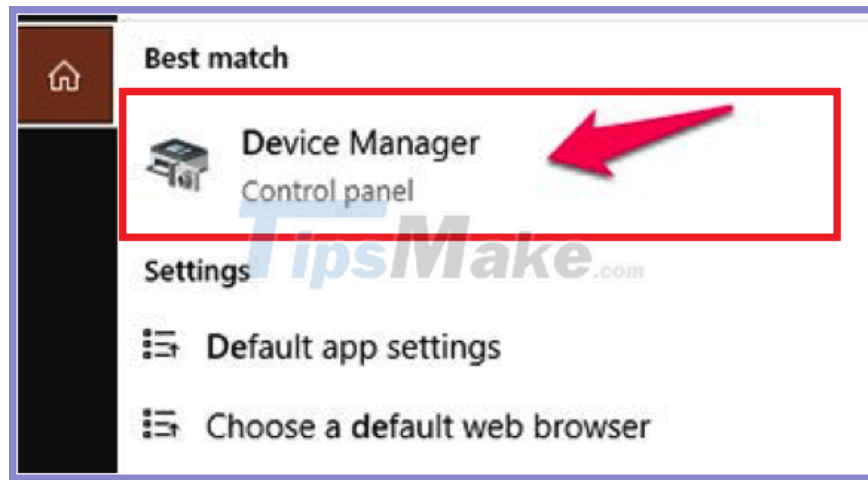 Best match
Device Manager
Control panel
TipsMake.com
Settings
Default app settings
Choose a default web browser